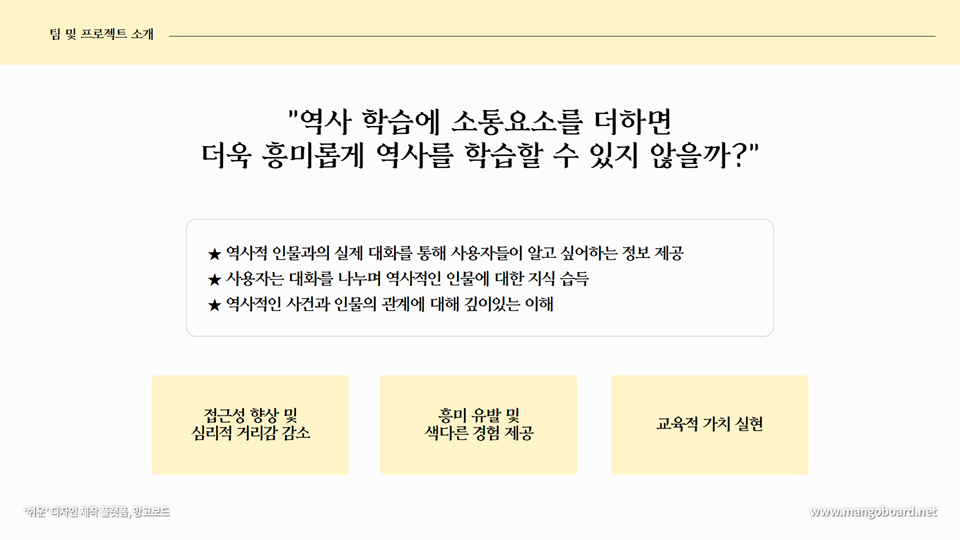 팀 및 프로젝트 소개
"역사 학습에 소통요소를 더하면
더욱 흥미롭게 역사를 학습할 수 있지 않을까?"
★ 역사적 인물과의 실제 대화를 통해 사용자들이 알고 싶어하는 정보 제공
★ 사용자는 대화를 나누며 역사적인 인물에 대한 지식 습득
★ 역사적인 사건과 인물의 관계에 대해 깊이있는 이해
접근성 향상 및
심리적 거리감 감소
흥미 유발 및
색다른 경험 제공
교육적 가치 실현
'쉬운' 디자인 제작 플랫폼, 망고보드
www.mangoboard.net